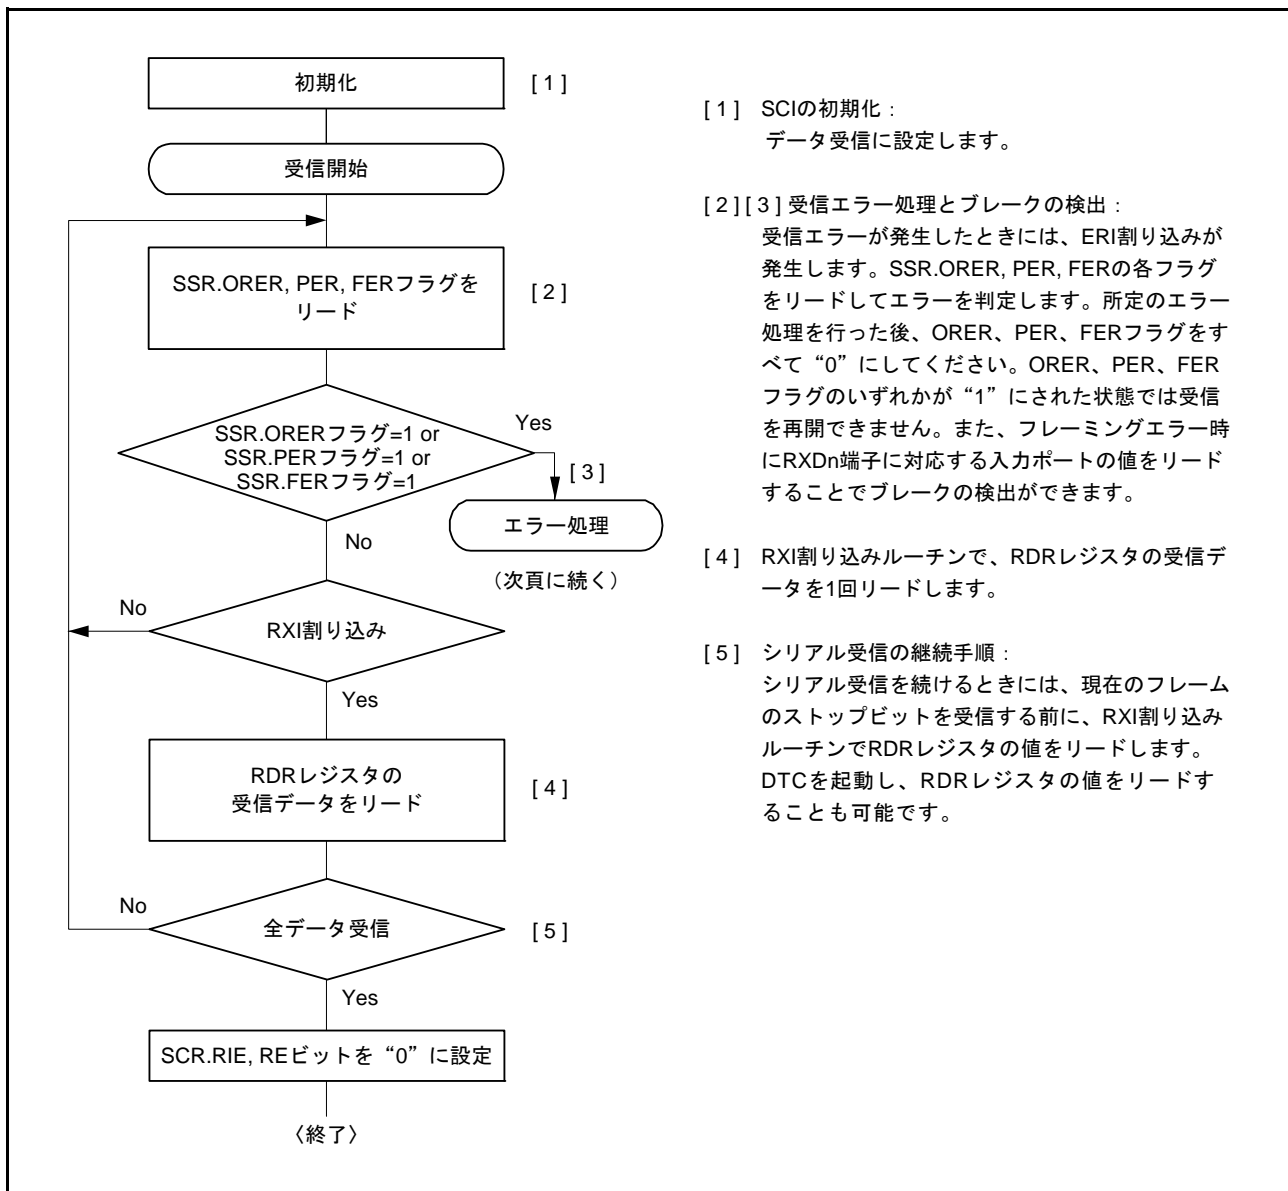 初期化
[ 1 ]
受信開始
SSR.ORER, PER, FERフラグを
リード
[ 2 ]
SSR.ORERフラグ=1 or
SSR.PERフラグ=1 or
SSR.FERフラグ=1
Yes
[ 3 ]
エラー処理
（次頁に続く）
No
RXI割り込み
No
Yes
RDRレジスタの
受信データをリード
[ 4 ]
No
全データ受信
[ 5 ]
Yes
SCR.RIE, REビットを“0”に設定
〈終了〉
[ 1 ] SCIの初期化：
データ受信に設定します。
[ 2 ] [ 3 ] 受信エラー処理とブレークの検出：
受信エラーが発生したときには、ERI割り込みが
発生します。SSR.ORER, PER, FERの各フラグ
をリードしてエラーを判定します。所定のエラー
処理を行った後、ORER、PER、FERフラグをす
べて“0”にしてください。ORER、PER、FER
フラグのいずれかが“1”にされた状態では受信
を再開できません。また、フレーミングエラー時
にRXDn端子に対応する入力ポートの値をリード
することでブレークの検出ができます。
[ 4 ] RXI割り込みルーチンで、RDRレジスタの受信デ
ータを1回リードします。
[ 5 ] シリアル受信の継続手順：
シリアル受信を続けるときには、現在のフレーム
のストップビットを受信する前に、RXI割り込み
ルーチンでRDRレジスタの値をリードします。
DTCを起動し、RDRレジスタの値をリードす
ることも可能です。